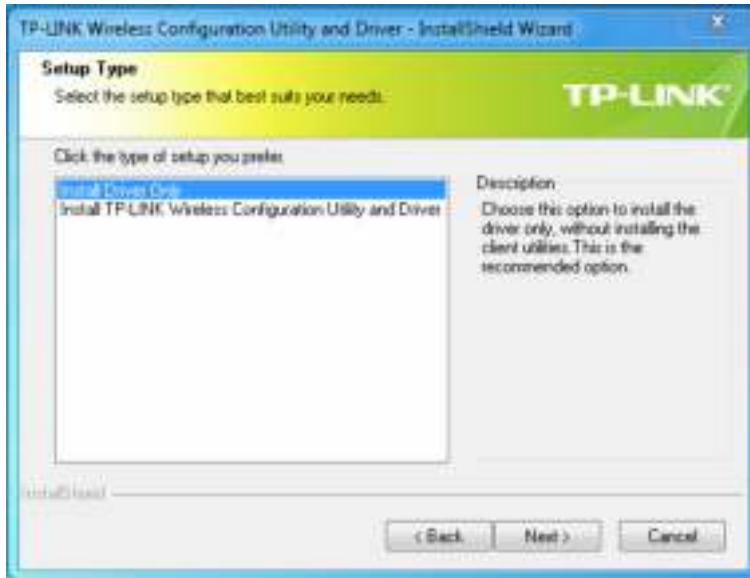 TP-LINK Wireless Configuration Utility and Driver - InstallShield Wizard
Setup Type
Select the setup type that best suits your needs.
TP-LINK
Click the type of setup you prefer.
Install Driver Only
Install TP-LINK Wireless Configuration Utility and Driver
Description
Choose this option to install the
driver only, without installing the
client utilities. This is the
recommended option.
InstallShield
< Back
Next >
Cancel